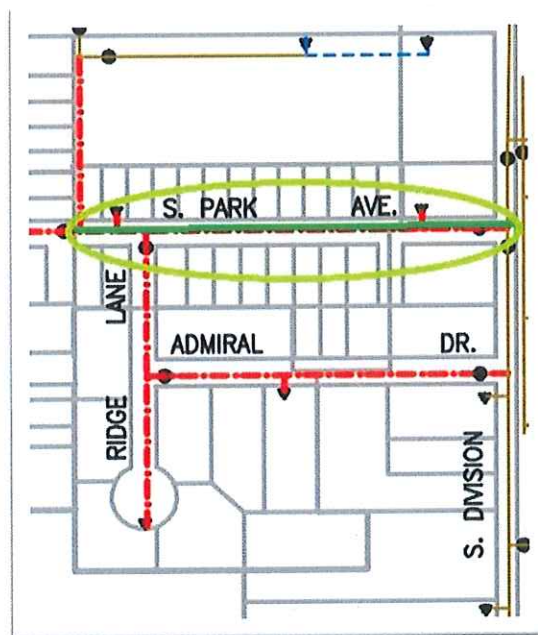 S. PARK AVE.
LANE
ADMIRAL DR.
RIDGE
S. DIVISION